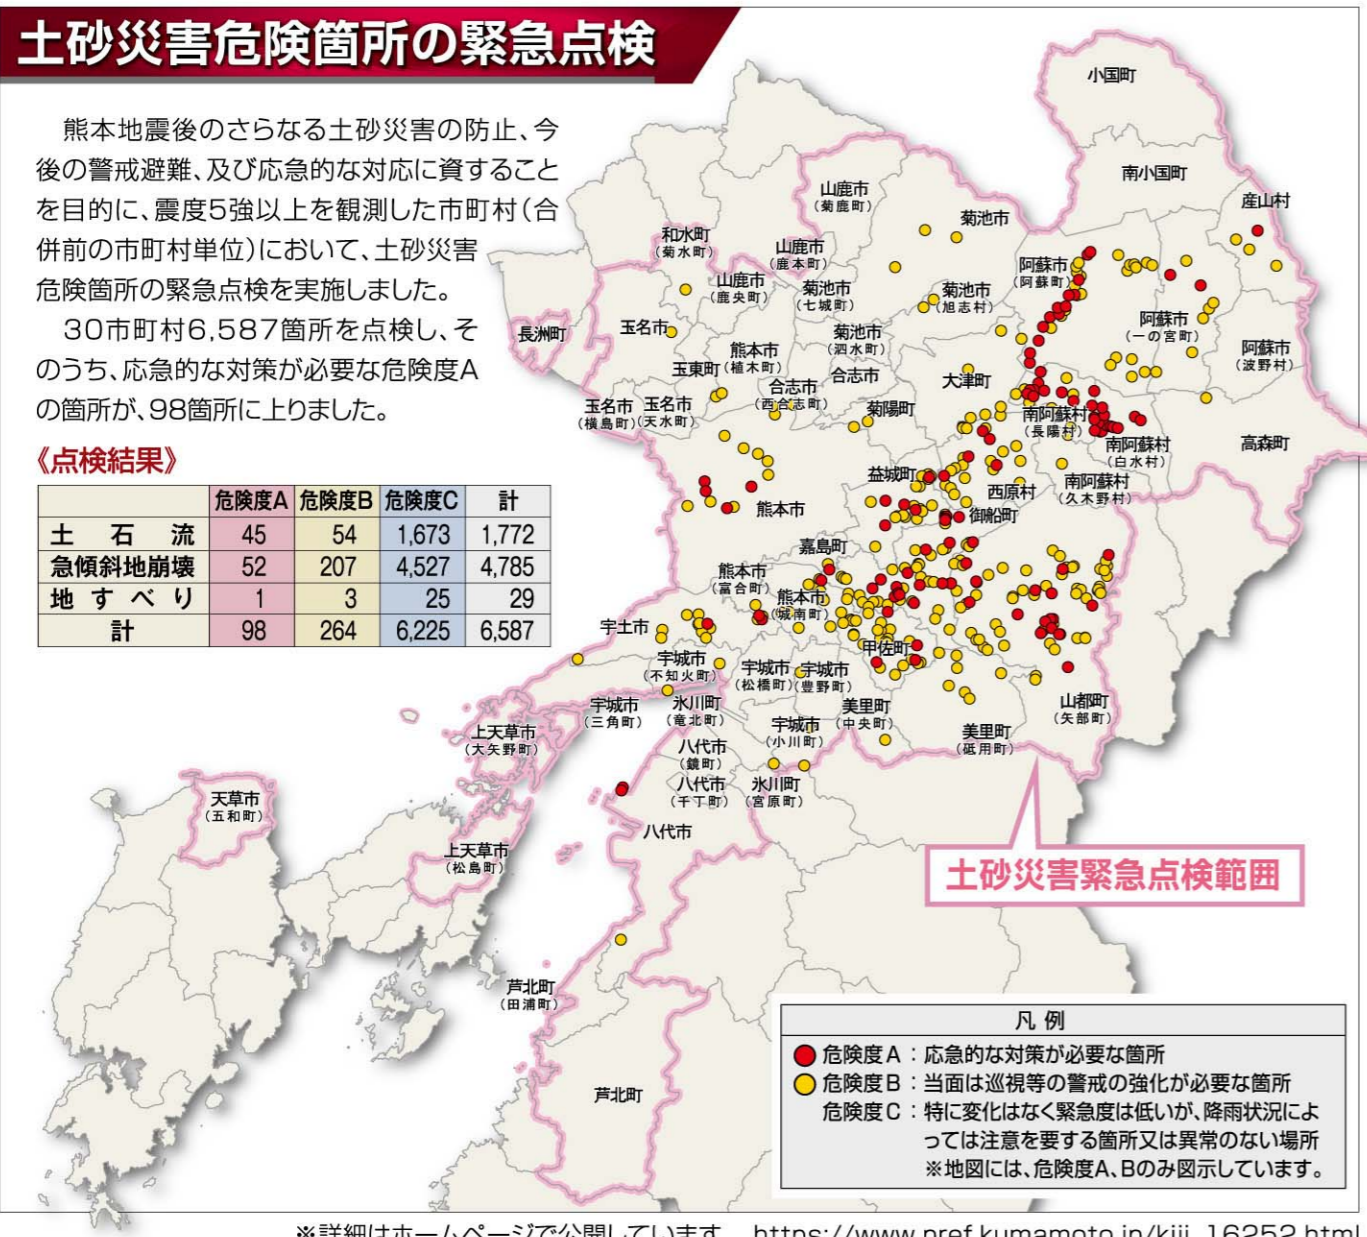 土砂災害危険箇所の緊急点検
熊本地震後のさらなる土砂災害の防止、今
後の警戒避難、及び応急的な対応に資すること
を目的に、震度5強以上を観測した市町村(合
併前の市町村単位)において、土砂災害
危険箇所の緊急点検を実施しました。
30市町村6,587箇所を点検し、そ
のうち、応急的な対策が必要な危険度A
の箇所が、98箇所に上りました。
《点検結果》
危険度A 危険度B 危険度C 計
土石流 45 54 1,673 1,772
急傾斜地崩壊 52 207 4,527 4,785
地すべり 1 3 25 29
計 98 264 6,225 6,587
小国町
南小国町
産山村
山鹿市
(菊鹿町)
菊池市
和水町
(菊水町)
山鹿市
(鹿本町)
阿蘇市
(阿蘇町)
山鹿市
(鹿央町)
菊池市
(七城町)
菊池市
(旭志村)
長洲町
玉名市
菊池市
(泗水町)
阿蘇市
(一の宮町)
阿蘇市
(波野村)
玉東町
熊本市
(植木町)
合志市
大津町
合志市
(西合志町)
玉名市
(横島町)
玉名市
(天水町)
菊陽町
南阿蘇村
(長陽村)
南阿蘇村
(白水村)
高森町
益城町
西原村
南阿蘇村
(久木野村)
熊本市
御船町
嘉島町
熊本市
(富合町)
熊本市
(城南町)
宇土市
甲佐町
宇城市
(不知火町)
宇城市
(松橋町)
宇城市
(豊野町)
宇城市
(三角町)
氷川町
(竜北町)
美里町
(中央町)
山都町
(矢部町)
上天草市
(大矢野町)
宇城市
(小川町)
美里町
(砥用町)
八代市
(鏡町)
八代市
(千丁町)
氷川町
(宮原町)
天草市
(五和町)
八代市
上天草市
(松島町)
土砂災害緊急点検範囲
芦北町
(田浦町)
芦北町
凡例
危険度A:応急的な対策が必要な箇所
危険度B:当面は巡視等の警戒の強化が必要な箇所
危険度C:特に変化はなく緊急度は低いが、降雨状況によ
っては注意を要する箇所又は異常のない場所
※地図には、危険度A、Bのみ図示しています。
※詳細はホームページで公開しています。 https://www.pref.kumamoto.jp/kiji_16252.html